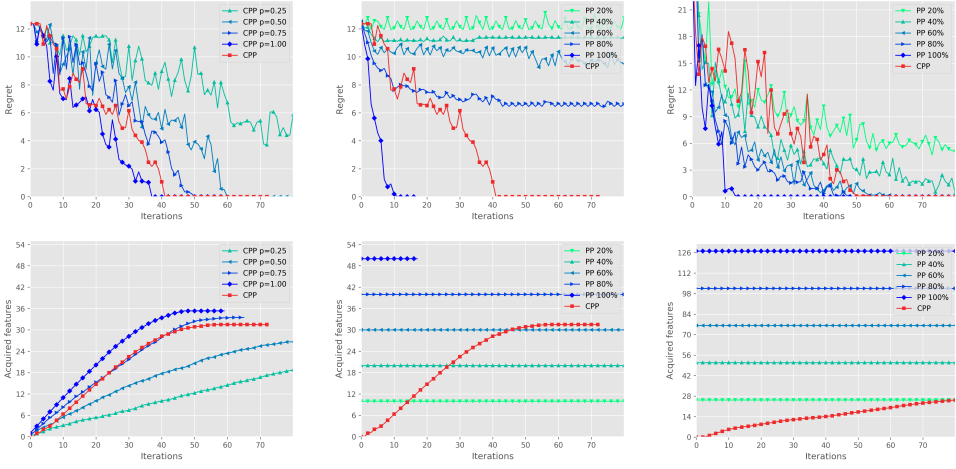 CPP p=0.25
CPP p=0.50
CPP p=0.75
CPP p=1.00
CPP
14
12
10
8
6
4
2
0
Regret
0 10 20 30 40 50 60 70
Iterations
PP 20%
PP 40%
PP 60%
PP 80%
PP 100%
CPP
14
12
10
8
6
4
2
0
Regret
0 10 20 30 40 50 60 70
Iterations
PP 20%
PP 40%
PP 60%
PP 80%
PP 100%
CPP
21
18
15
12
9
6
3
0
Regret
0 10 20 30 40 50 60 70
Iterations
CPP p=0.25
CPP p=0.50
CPP p=0.75
CPP p=1.00
CPP
54
48
42
36
30
24
18
12
6
0
Acquired features
0 10 20 30 40 50 60 70
Iterations
PP 20%
PP 40%
PP 60%
PP 80%
PP 100%
CPP
54
48
42
36
30
24
18
12
6
0
Acquired features
0 10 20 30 40 50 60 70
Iterations
PP 20%
PP 40%
PP 60%
PP 80%
PP 100%
CPP
126
112
98
84
70
56
42
28
14
0
Acquired features
0 10 20 30 40 50 60 70
Iterations